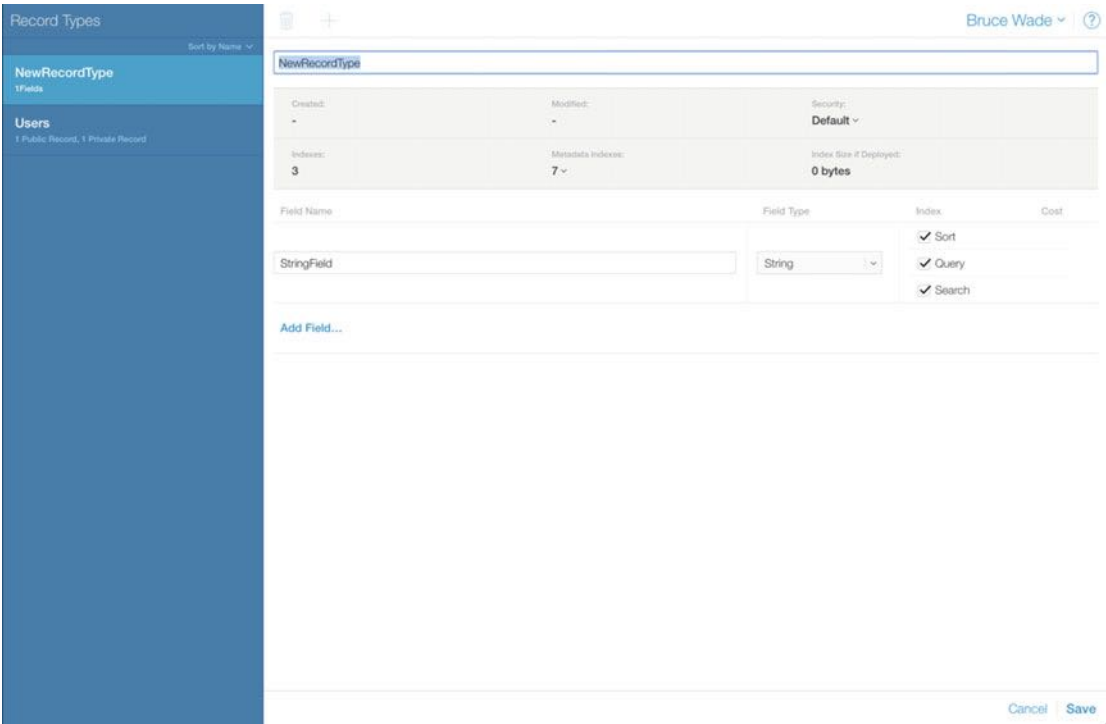 Record Types
Sort by Name
NewRecordType
1Fields
Users
1 Public Record, 1 Private Record
Bruce Wade
?
NewRecordType
Created: Modified: Security:
- - Default
Indexes: Metadata Indexes: Index Size if Deployed:
3 7 0 bytes
Field Name Field Type Index Cost
Sort
StringField String Query
Search
Add Field...
Cancel Save